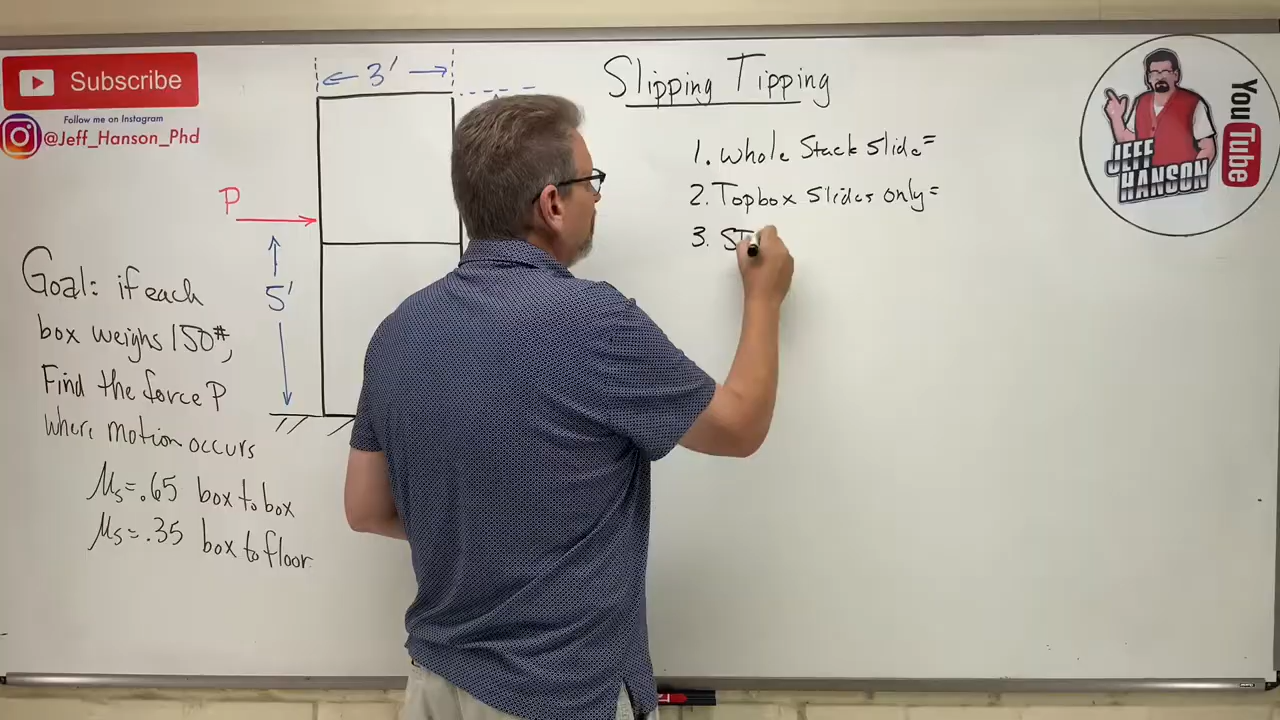 Subscribe
Follow me on Instagram
@Jeff_Hanson_Phd
3'
P
5'
Goal: if each
box weighs 150#,
Find the force P
where motion occurs
μs=.65 box to box
μs=.35 box to floor
Slipping Tipping
1. Whole Stack Slide=
2. Topbox Slides only=
3. ST
JEFF
HANSON
YouTube